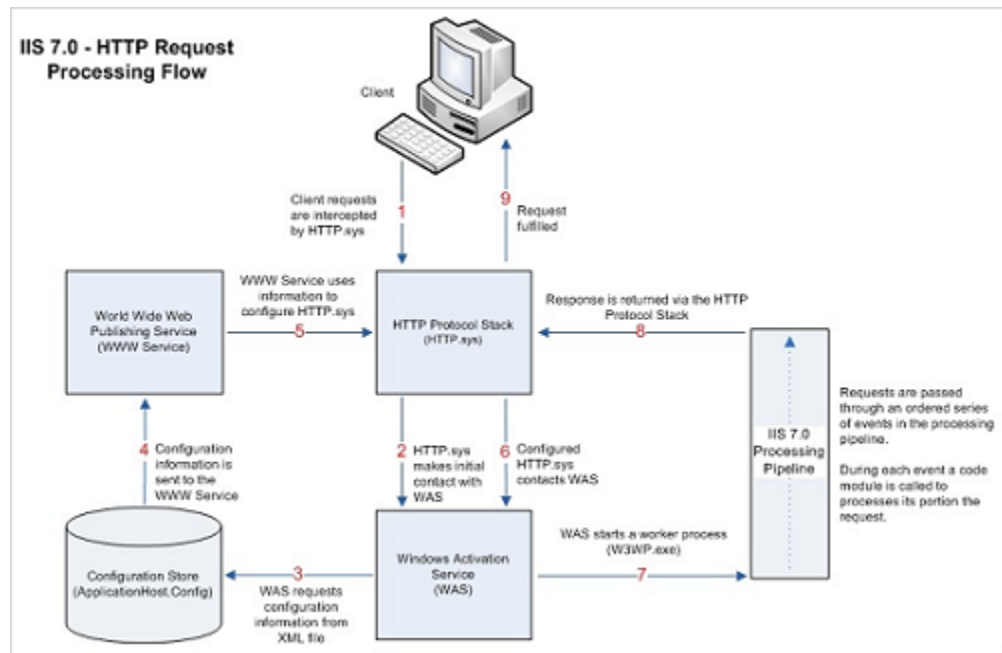 IIS 7.0 - HTTP Request
Processing Flow
Client
Client requests
are intercepted
by HTTP.sys
1
9
Request
fulfilled
World Wide Web
Publishing Service
(WWW Service)
WWW Service uses
information to
configure HTTP.sys
5
HTTP Protocol Stack
(HTTP.sys)
Response is returned via the HTTP
Protocol Stack
8
4
Configuration
information is
sent to the
WWW Service
2
HTTP.sys
makes initial
contact with
WAS
6
Configured
HTTP.sys
contacts WAS
IIS 7.0
Processing
Pipeline
Requests are passed
through an ordered series
of events in the processing
pipeline.
During each event a code
module is called to
processes its portion the
request.
Configuration Store
(ApplicationHost.Config)
3
WAS requests
configuration
information from
XML file
Windows Activation
Service
(WAS)
WAS starts a worker process
(W3WP.exe)
7